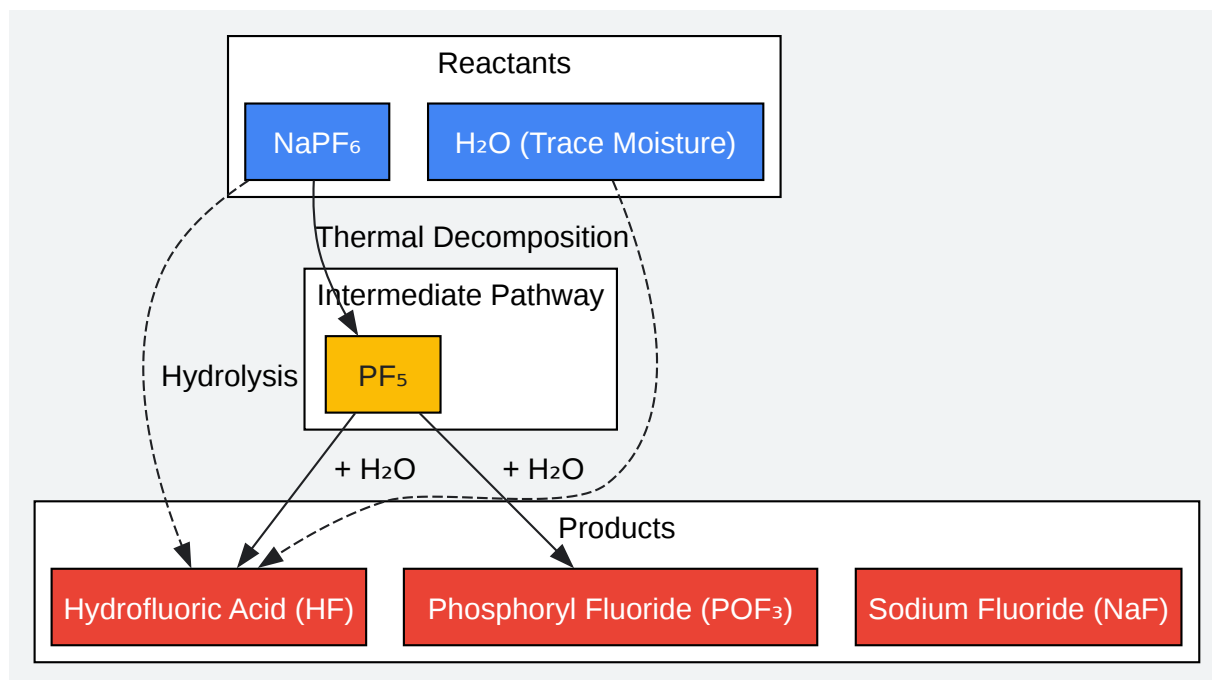 Reactants
NaPF₆
H₂O (Trace Moisture)
Thermal Decomposition
Intermediate Pathway
Hydrolysis
PF₅
+ H₂O
+ H₂O
Products
Hydrofluoric Acid (HF)
Phosphoryl Fluoride (POF₃)
Sodium Fluoride (NaF)